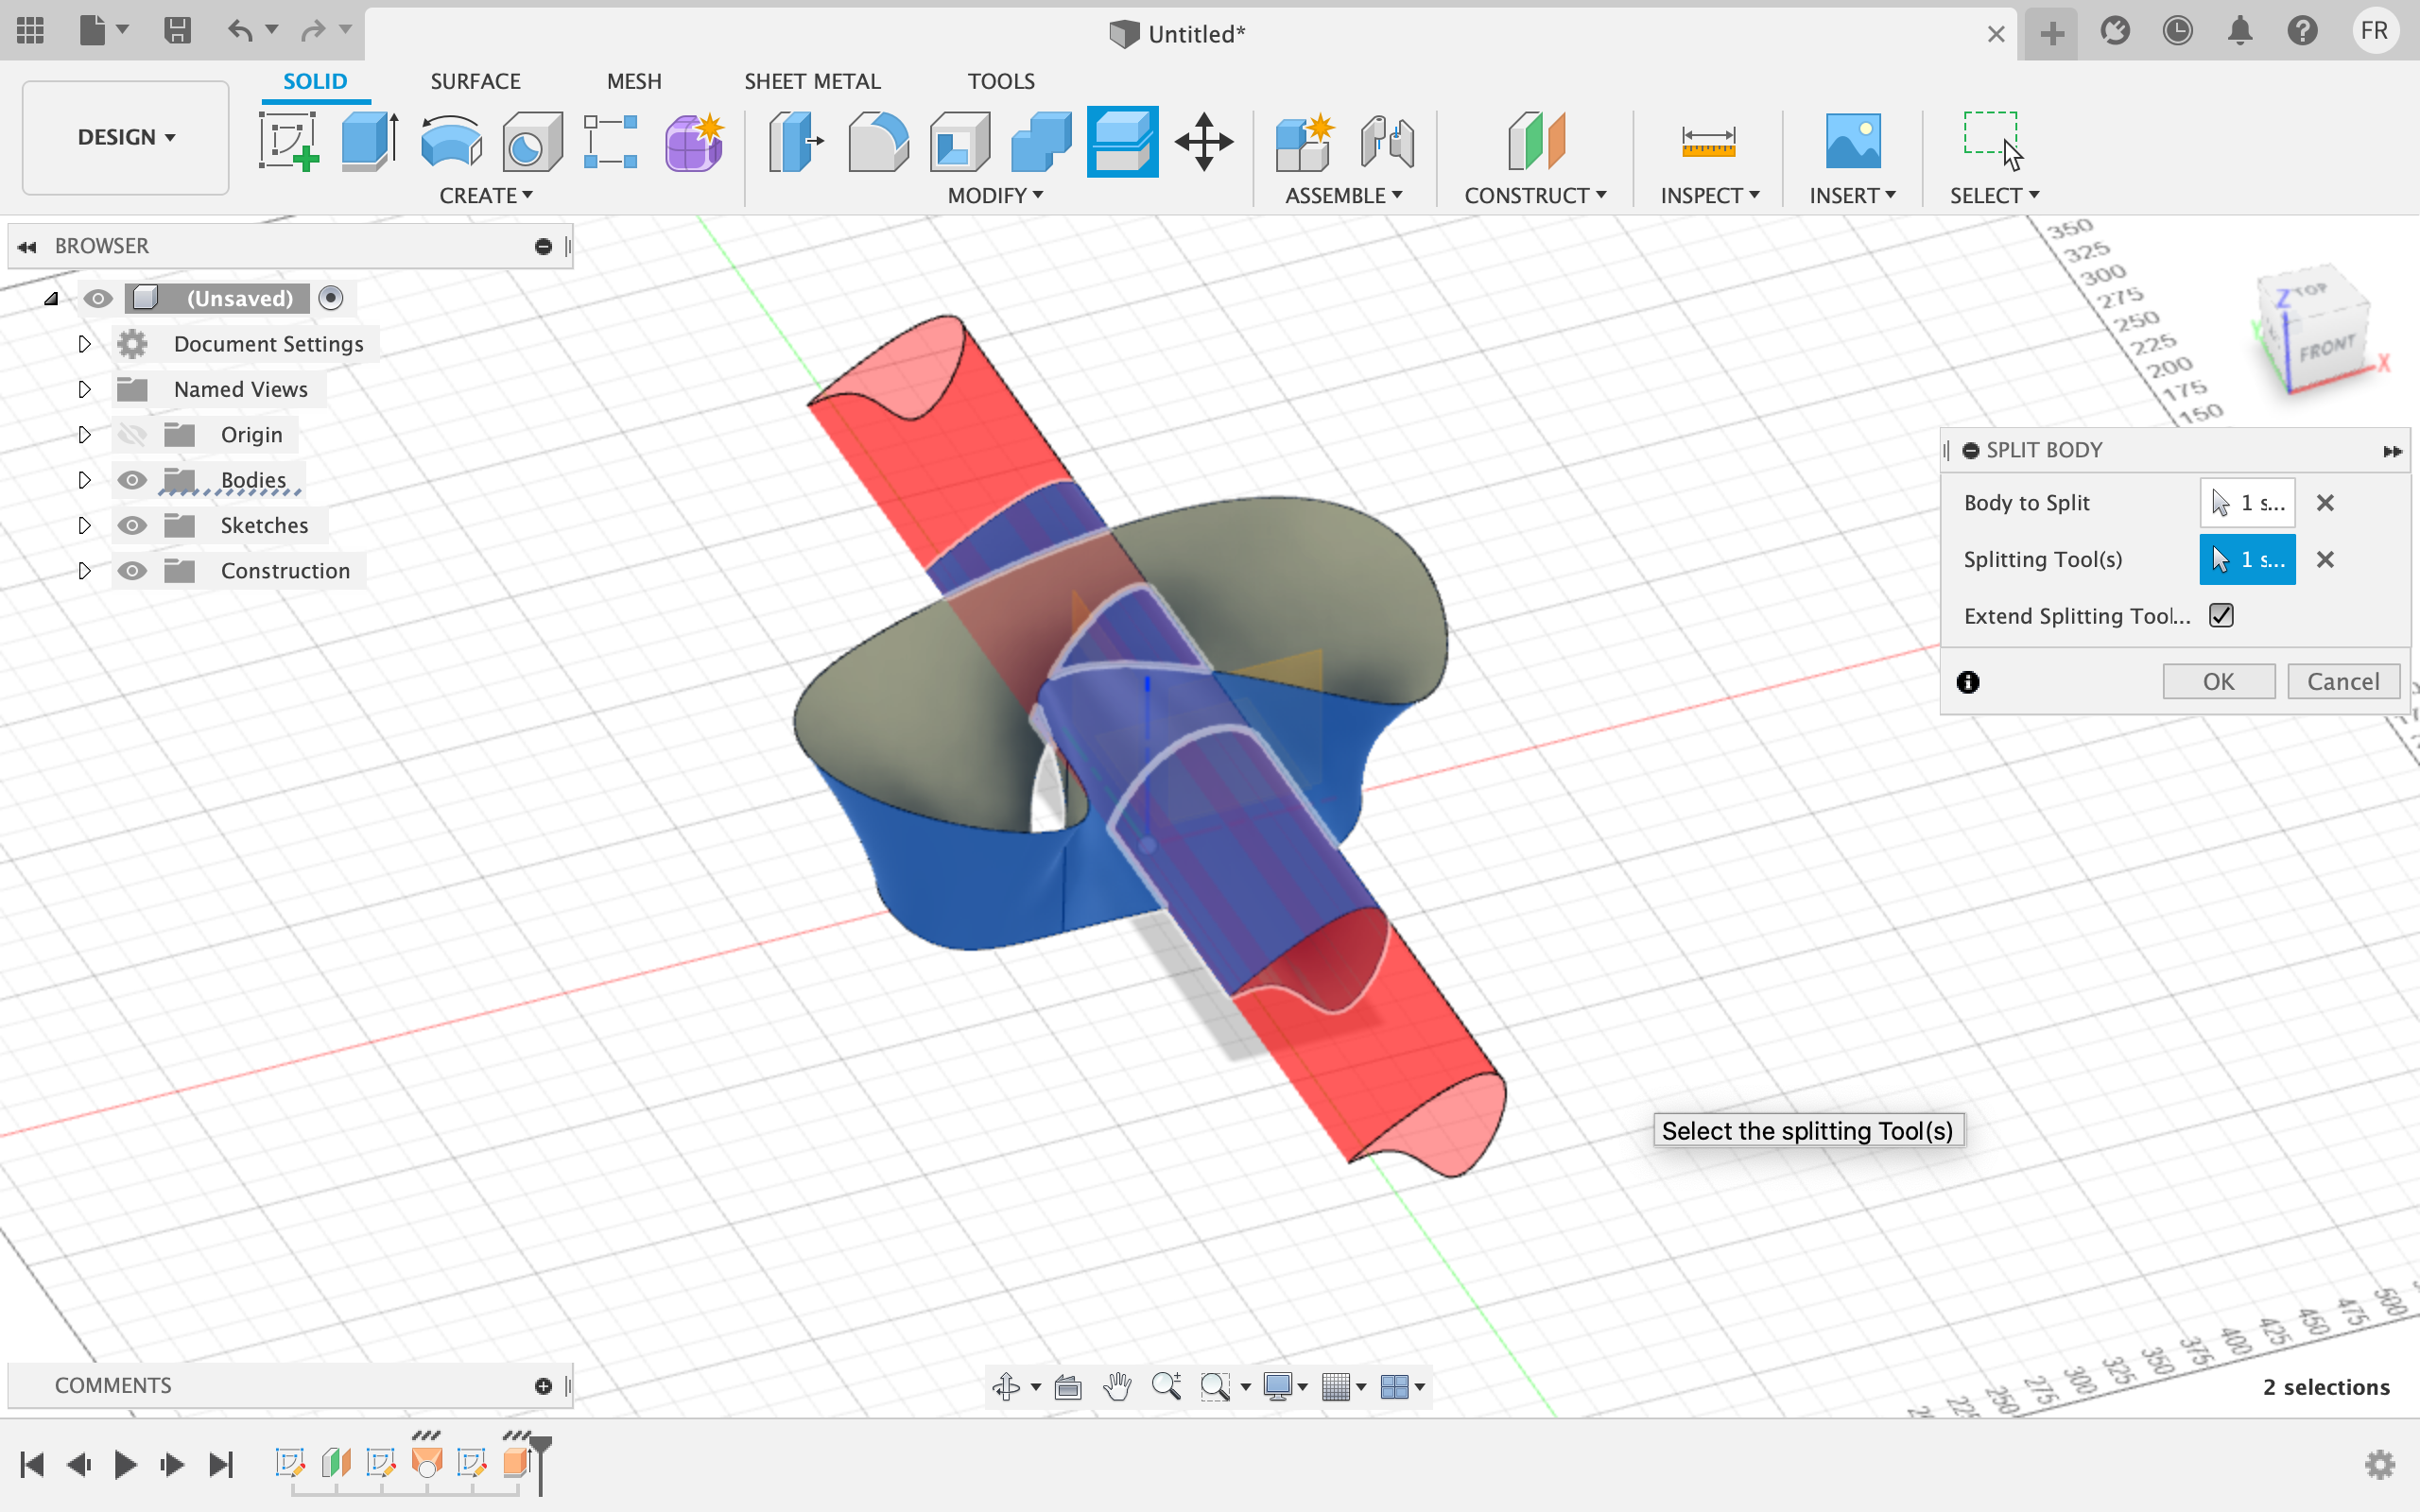 Untitled*
FR
SOLID SURFACE MESH SHEET METAL TOOLS
DESIGN
CREATE MODIFY ASSEMBLE CONSTRUCT INSPECT INSERT SELECT
BROWSER
(Unsaved)
Document Settings
Named Views
Origin
Bodies
Sketches
Construction
350
325
300
275
250
225
200
175
150
TOP
FRONT
Z
X
SPLIT BODY
Body to Split 1 s...
Splitting Tool(s) 1 s...
Extend Splitting Tool...
OK Cancel
Select the splitting Tool(s)
500
475
450
425
400
375
350
325
300
275
250
COMMENTS
2 selections